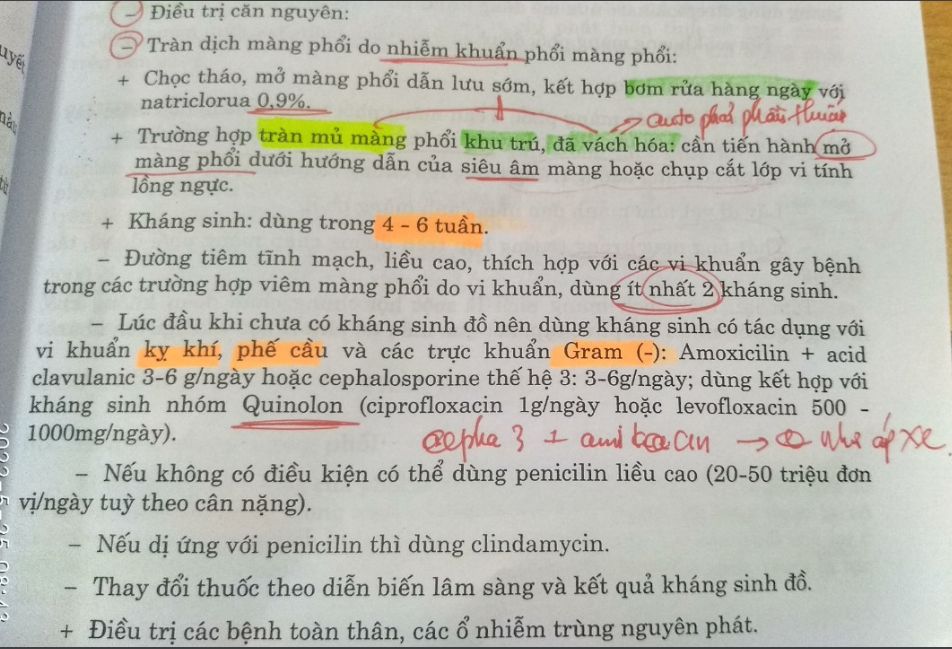 - Điều trị căn nguyên:
- Tràn dịch màng phổi do nhiễm khuẩn phổi màng phổi:
+ Chọc tháo, mở màng phổi dẫn lưu sớm, kết hợp bơm rửa hàng ngày với
natriclorua 0,9%.
+ Trường hợp tràn mủ màng phổi khu trú, đã vách hóa: cần tiến hành mở
màng phổi dưới hướng dẫn của siêu âm màng hoặc chụp cắt lớp vi tính
lồng ngực.
+ Kháng sinh: dùng trong 4 - 6 tuần.
- Đường tiêm tĩnh mạch, liều cao, thích hợp với các vi khuẩn gây bệnh
trong các trường hợp viêm màng phổi do vi khuẩn, dùng ít nhất 2 kháng sinh.
- Lúc đầu khi chưa có kháng sinh đồ nên dùng kháng sinh có tác dụng với
vi khuẩn kỵ khí, phế cầu và các trực khuẩn Gram (-): Amoxicilin + acid
clavulanic 3-6 g/ngày hoặc cephalosporine thế hệ 3: 3-6g/ngày; dùng kết hợp với
kháng sinh nhóm Quinolon (ciprofloxacin 1g/ngày hoặc levofloxacin 500 -
1000mg/ngày).
- Nếu không có điều kiện có thể dùng penicilin liều cao (20-50 triệu đơn
vị/ngày tuỳ theo cân nặng).
- Nếu dị ứng với penicilin thì dùng clindamycin.
- Thay đổi thuốc theo diễn biến lâm sàng và kết quả kháng sinh đồ.
+ Điều trị các bệnh toàn thân, các ổ nhiễm trùng nguyên phát.